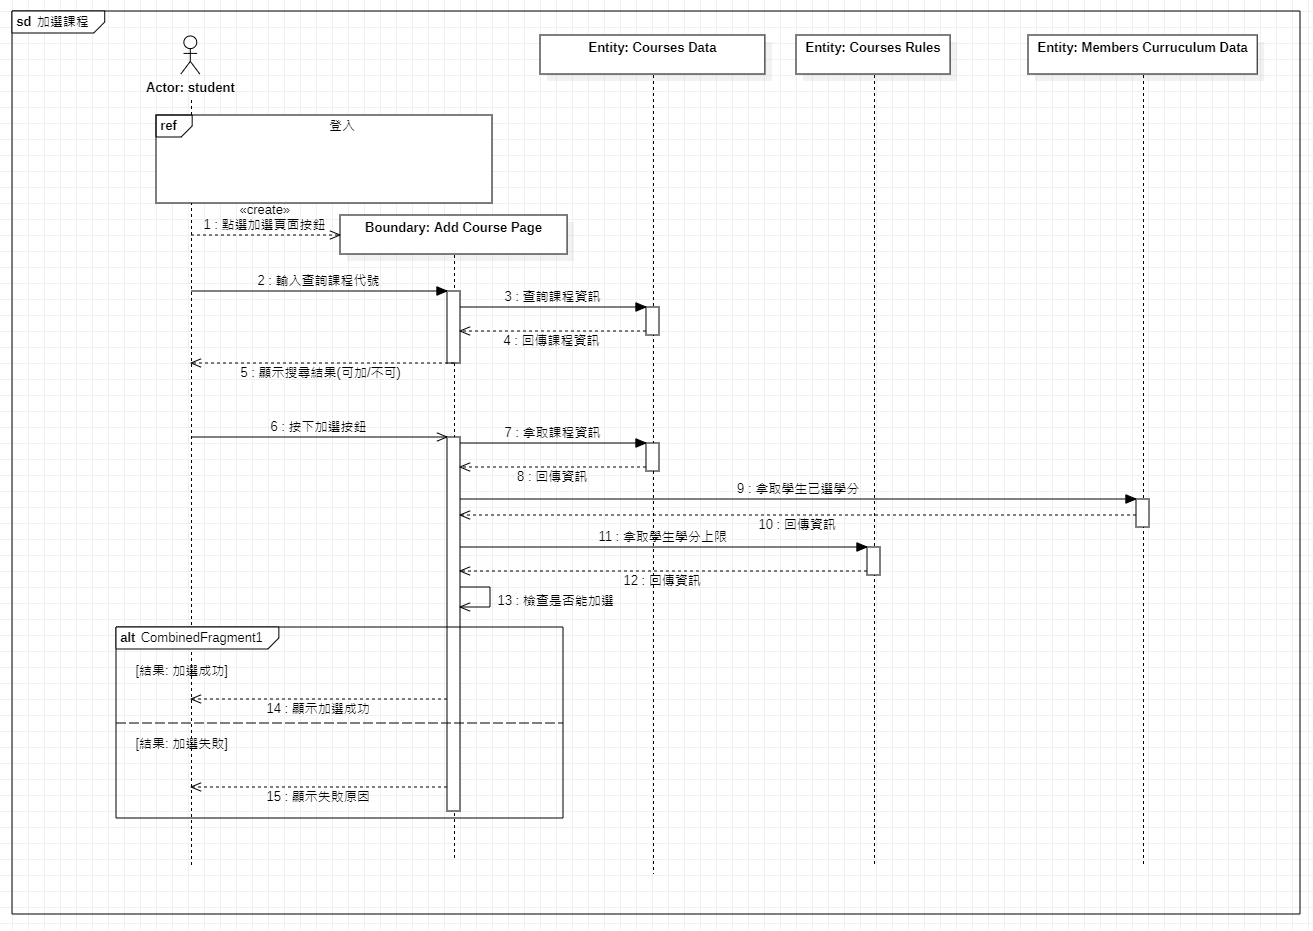 sd 加選課程
Actor: student
Entity: Courses Data
Entity: Courses Rules
Entity: Members Curruculum Data
ref 登入
«create»
1 : 點選加選頁面按鈕
Boundary: Add Course Page
2 : 輸入查詢課程代號
3 : 查詢課程資訊
4 : 回傳課程資訊
5 : 顯示搜尋結果(可加/不可)
6 : 按下加選按鈕
7 : 拿取課程資訊
8 : 回傳資訊
9 : 拿取學生已選學分
10 : 回傳資訊
11 : 拿取學生學分上限
12 : 回傳資訊
13 : 檢查是否能加選
alt CombinedFragment1
[結果: 加選成功]
14 : 顯示加選成功
[結果: 加選失敗]
15 : 顯示失敗原因